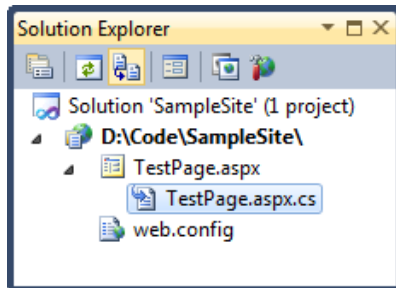 Solution Explorer
Solution 'SampleSite' (1 project)
D:\Code\SampleSite\
TestPage.aspx
TestPage.aspx.cs
web.config